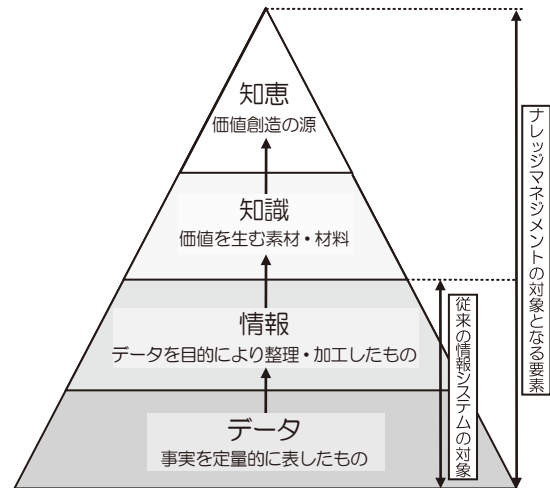 知恵
価値創造の源
知識
価値を生む素材・材料
情報
データを目的により整理・加工したもの
データ
事実を定量的に表したもの
従来の情報システムの対象
ナレッジマネジメントの対象となる要素